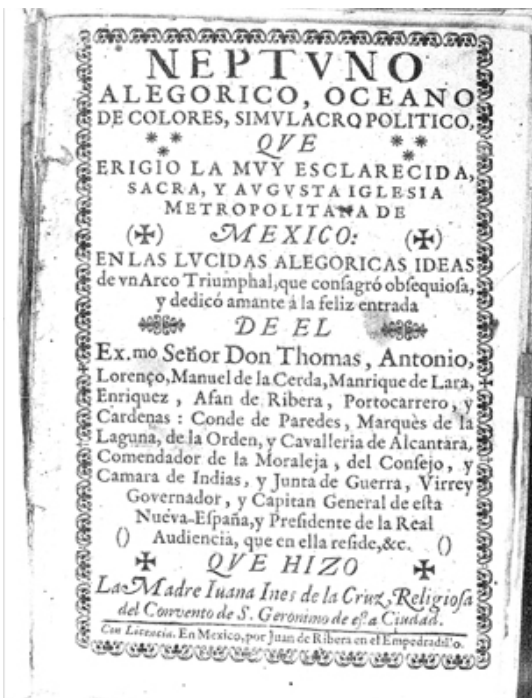 NEPTVNO
ALEGORICO, OCEANO
DE COLORES, SIMVLACRO POLITICO,
QVE
ERIGIO LA MVY ESCLARECIDA,
SACRA, Y AVGVSTA IGLESIA
METROPOLITANA DE
(✠) MEXICO: (✠)
EN LAS LVCIDAS ALEGORICAS IDEAS
de vn Arco Triumphal, que consagró obsequiosa,
y dedicó amante á la feliz entrada
DE EL
Ex.mo Señor Don Thomas, Antonio,
Lorenço, Manuel de la Cerda, Manrique de Lara,
Enriquez, Afan de Ribera, Portocarrero, y
Cardenas: Conde de Paredes, Marquès de la
Laguna, de la Orden, y Cavalleria de Alcantara,
Comendador de la Moraleja, del Consejo, y
Camara de Indias, y Junta de Guerra, Virrey
Governador, y Capitan General de esta
Nueva-España, y Presidente de la Real
() Audiencia, que en ella reside, &c. ()
✠ QVE HIZO ✠
La Madre Iuana Ines de la Cruz, Religiosa
del Convento de S. Geronimo de esta Ciudad.
Con Licencia. En Mexico, por Juan de Ribera en el Empedradillo.